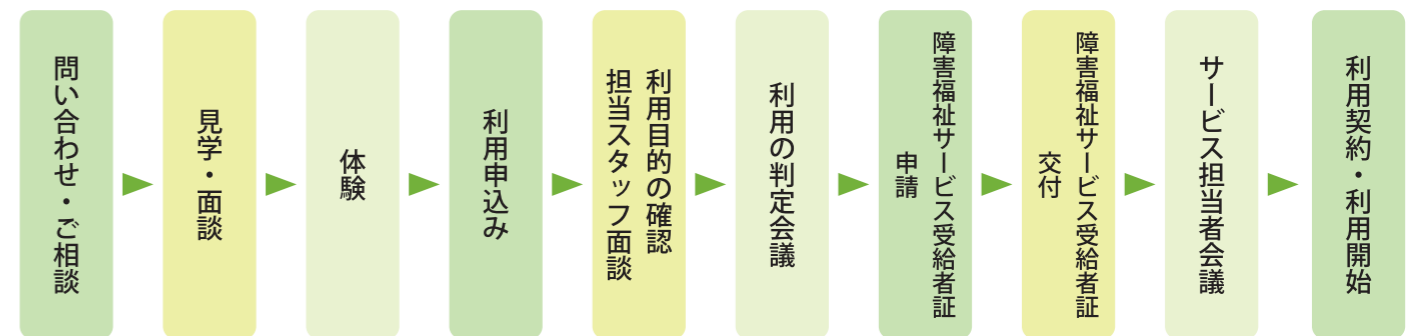 問い合わせ・ご相談
見学・面談
体験
利用申込み
利用目的の確認
担当スタッフ面談
利用の判定会議
障害福祉サービス受給者証
申請
障害福祉サービス受給者証
交付
サービス担当者会議
利用契約・利用開始